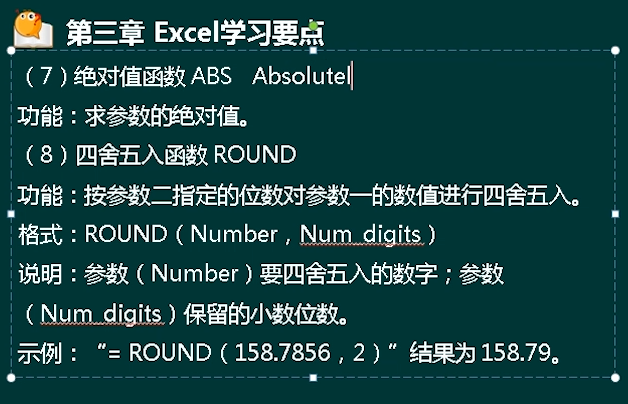 第三章 Excel学习要点
（7）绝对值函数 ABS Absolutel
功能：求参数的绝对值。
（8）四舍五入函数 ROUND
功能：按参数二指定的位数对参数一的数值进行四舍五入。
格式：ROUND（Number，Num_digits）
说明：参数（Number）要四舍五入的数字；参数
（Num_digits）保留的小数位数。
示例：“= ROUND（158.7856，2）”结果为 158.79。